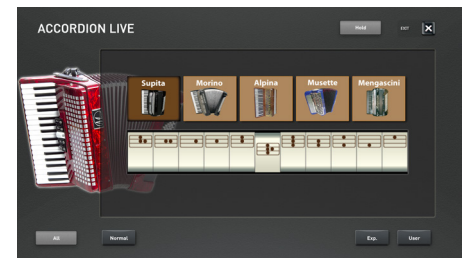 ACCORDION LIVE
Hold
EXIT
Supita Morino Alpina Musette Mengascini
All
Normal
Exp.
User